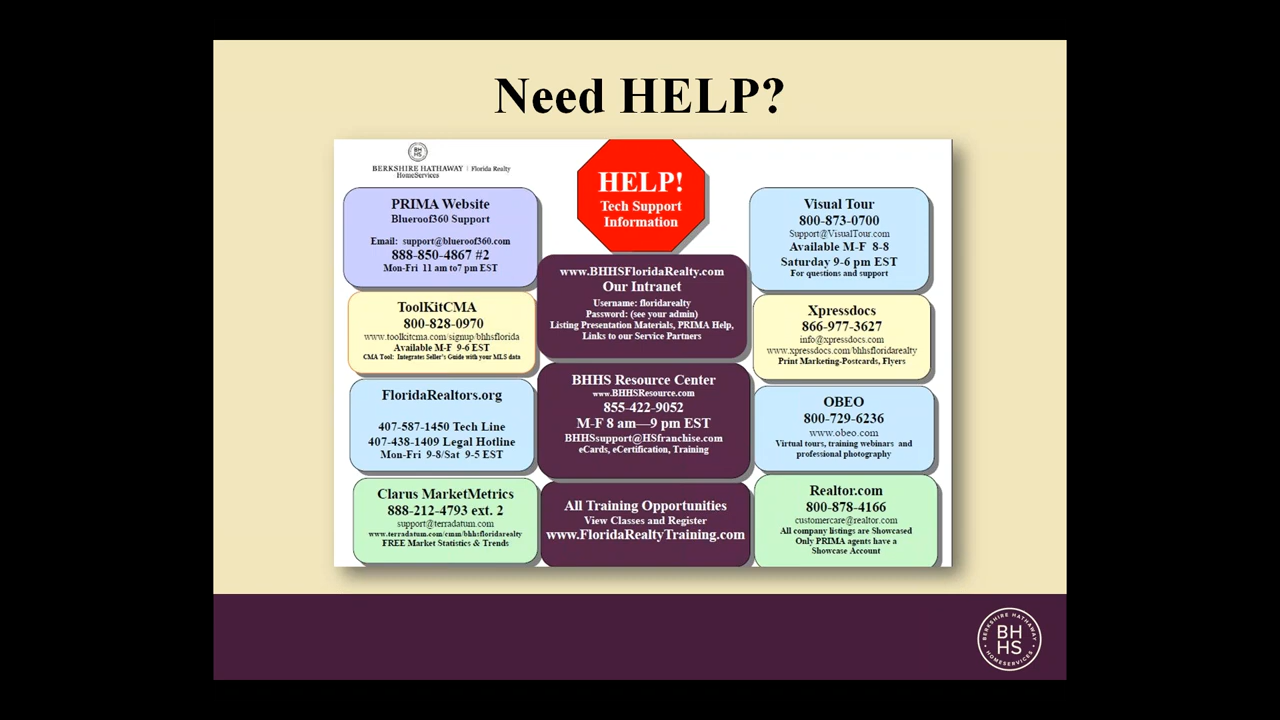 Need HELP?
BH
HS
BERKSHIRE HATHAWAY | Florida Realty
HomeServices
HELP!
Tech Support
Information
PRIMA Website
Blueroof360 Support
Email: support@blueroof360.com
888-850-4867 #2
Mon-Fri 11 am to7 pm EST
ToolKitCMA
800-828-0970
www.toolkitcma.com/signup/bhhsflorida
Available M-F 9-6 EST
CMA Tool: Integrates Seller's Guide with your MLS data
FloridaRealtors.org
407-587-1450 Tech Line
407-438-1409 Legal Hotline
Mon-Fri 9-8/Sat 9-5 EST
Clarus MarketMetrics
888-212-4793 ext. 2
support@terradatum.com
www.terradatum.com/cmm/bhhsfloridarealty
FREE Market Statistics & Trends
www.BHHSFloridaRealty.com
Our Intranet
Username: floridarealty
Password: (see your admin)
Listing Presentation Materials, PRIMA Help,
Links to our Service Partners
BHHS Resource Center
www.BHHSResource.com
855-422-9052
M-F 8 am—9 pm EST
BHHSsupport@HSfranchise.com
eCards, eCertification, Training
All Training Opportunities
View Classes and Register
www.FloridaRealtyTraining.com
Visual Tour
800-873-0700
Support@VisualTour.com
Available M-F 8-8
Saturday 9-6 pm EST
For questions and support
Xpressdocs
866-977-3627
info@xpressdocs.com
www.xpressdocs.com/bhhsfloridarealty
Print Marketing-Postcards, Flyers
OBEO
800-729-6236
www.obeo.com
Virtual tours, training webinars and
professional photography
Realtor.com
800-878-4166
customercare@realtor.com
All company listings are Showcased
Only PRIMA agents have a
Showcase Account
BERKSHIRE HATHAWAY
BH
HS
HOMESERVICES